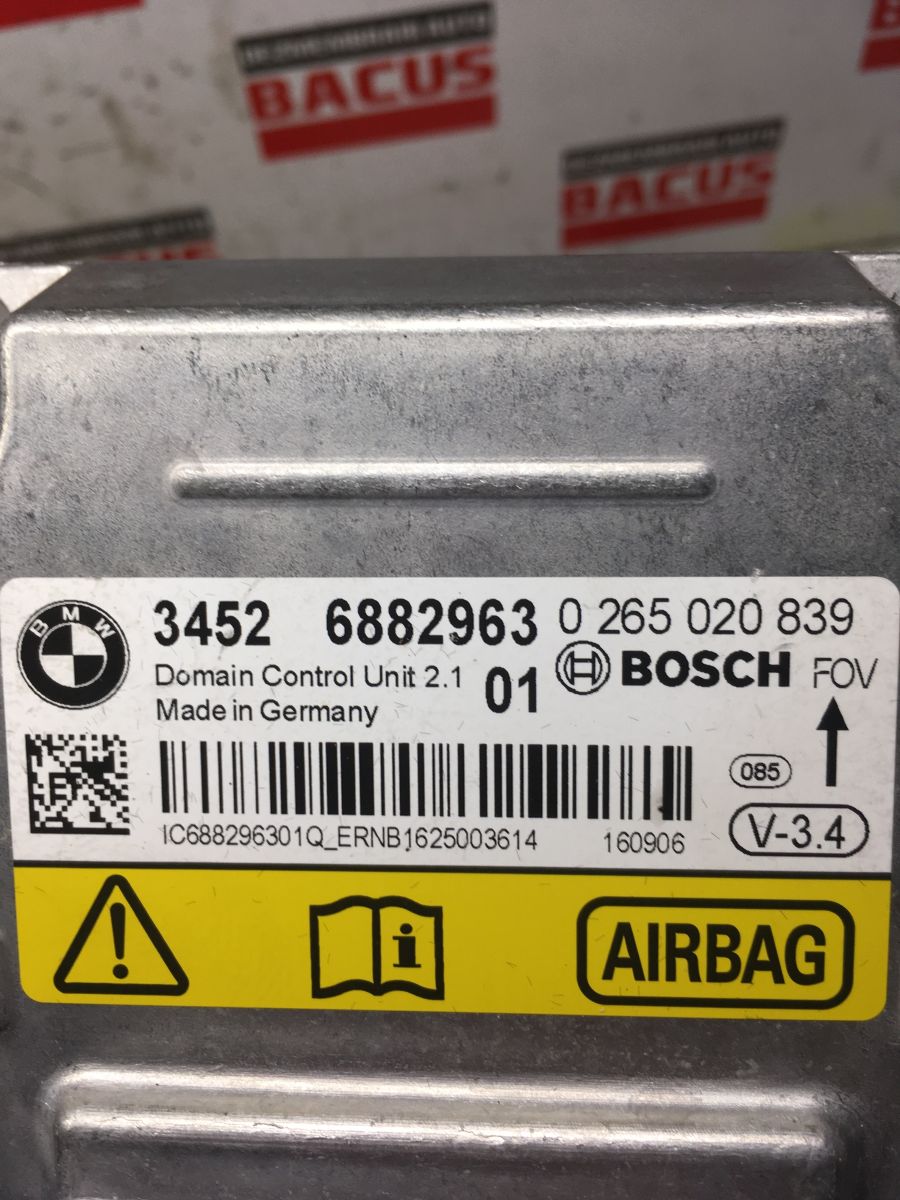 BACUS
BACUS
BMW
3452 6882963 0 265 020 839
Domain Control Unit 2.1 01 BOSCH FOV
Made in Germany
085
IC688296301Q_ERNB1625003614 160906
V-3.4
i AIRBAG